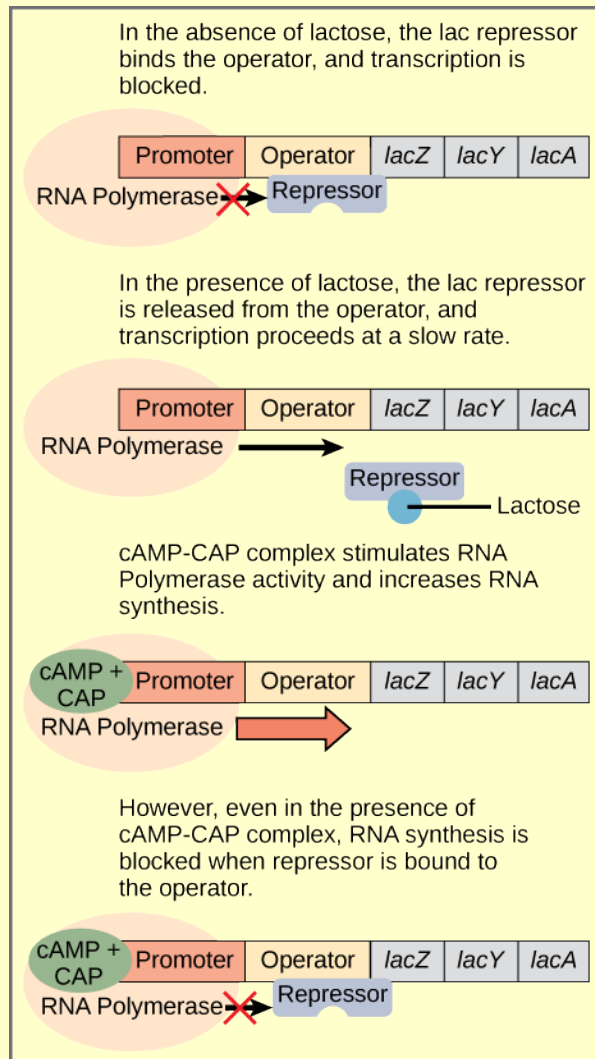 In the absence of lactose, the lac repressor
binds the operator, and transcription is
blocked.
Promoter Operator lacZ lacY lacA
RNA Polymerase Repressor
In the presence of lactose, the lac repressor
is released from the operator, and
transcription proceeds at a slow rate.
Promoter Operator lacZ lacY lacA
RNA Polymerase
Repressor
Lactose
cAMP-CAP complex stimulates RNA
Polymerase activity and increases RNA
synthesis.
cAMP +
CAP
Promoter Operator lacZ lacY lacA
RNA Polymerase
However, even in the presence of
cAMP-CAP complex, RNA synthesis is
blocked when repressor is bound to
the operator.
cAMP +
CAP
Promoter Operator lacZ lacY lacA
RNA Polymerase Repressor